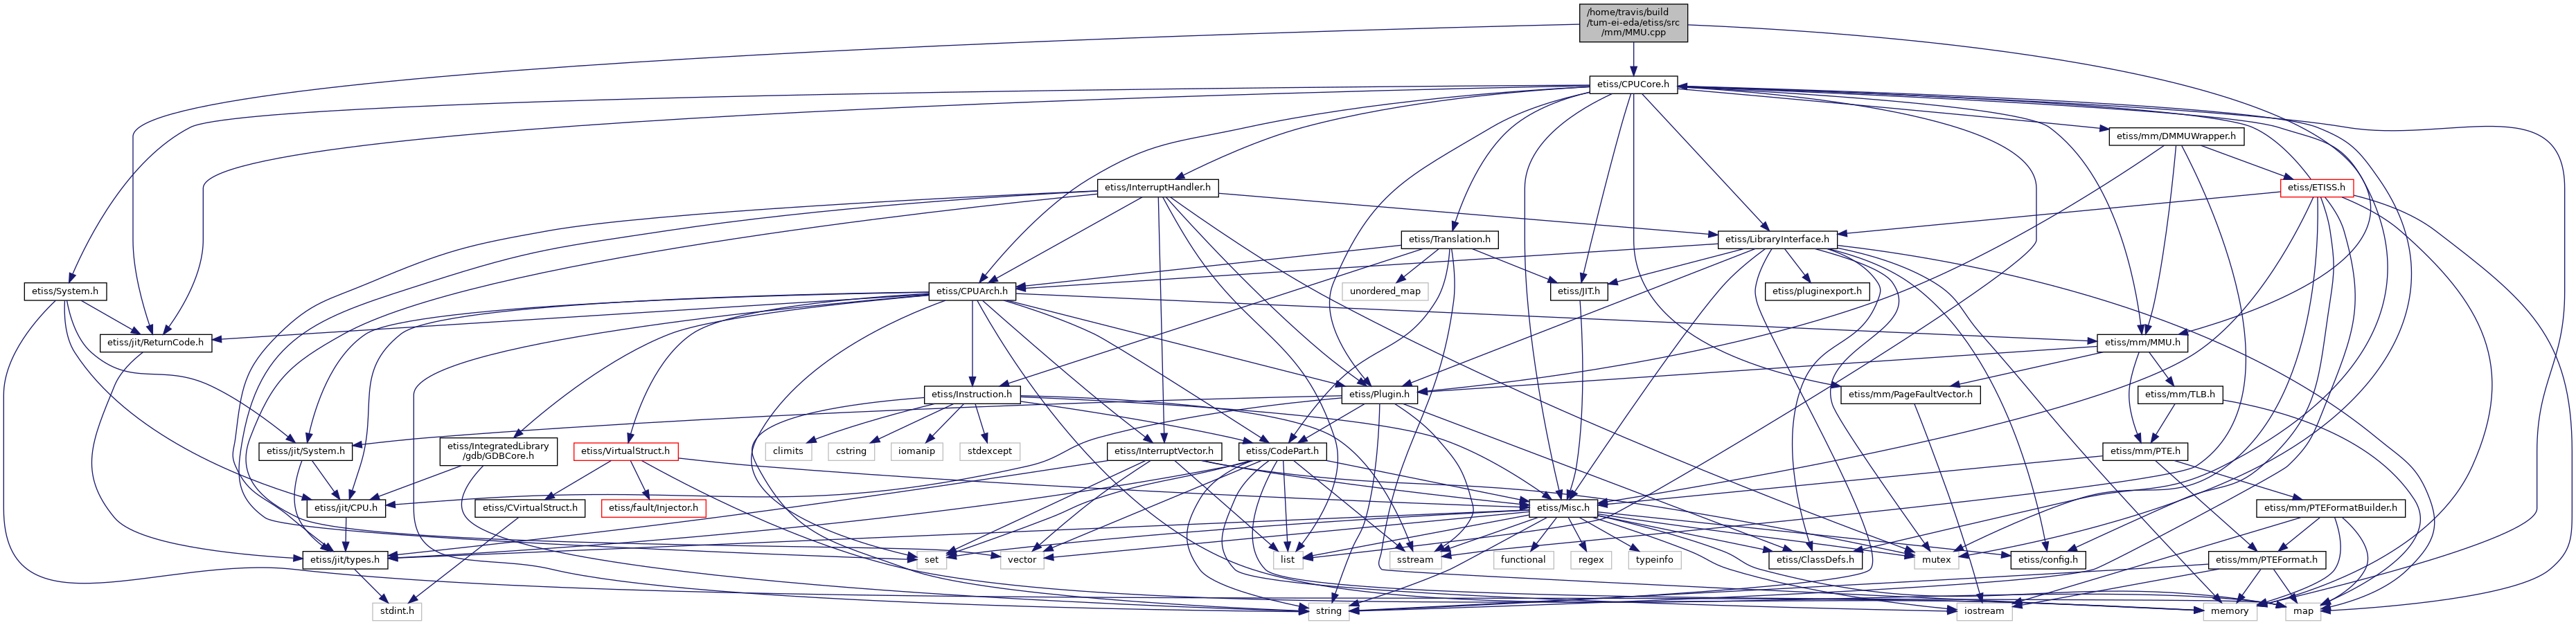 /home/travis/build
/tum-ei-eda/etiss/src
/mm/MMU.cpp
etiss/CPUCore.h
etiss/mm/DMMUWrapper.h
etiss/InterruptHandler.h
etiss/ETISS.h
etiss/Translation.h
etiss/LibraryInterface.h
etiss/System.h
etiss/CPUArch.h
unordered_map
etiss/JIT.h
etiss/pluginexport.h
etiss/jit/ReturnCode.h
etiss/mm/MMU.h
etiss/Instruction.h
etiss/Plugin.h
etiss/mm/PageFaultVector.h
etiss/mm/TLB.h
etiss/jit/System.h
etiss/IntegratedLibrary
/gdb/GDBCore.h
etiss/VirtualStruct.h
climits
cstring
iomanip
stdexcept
etiss/InterruptVector.h
etiss/CodePart.h
etiss/mm/PTE.h
etiss/jit/CPU.h
etiss/CVirtualStruct.h
etiss/fault/Injector.h
etiss/Misc.h
etiss/mm/PTEFormatBuilder.h
etiss/jit/types.h
set
vector
list
sstream
functional
regex
typeinfo
etiss/ClassDefs.h
mutex
etiss/config.h
etiss/mm/PTEFormat.h
stdint.h
string
iostream
memory
map